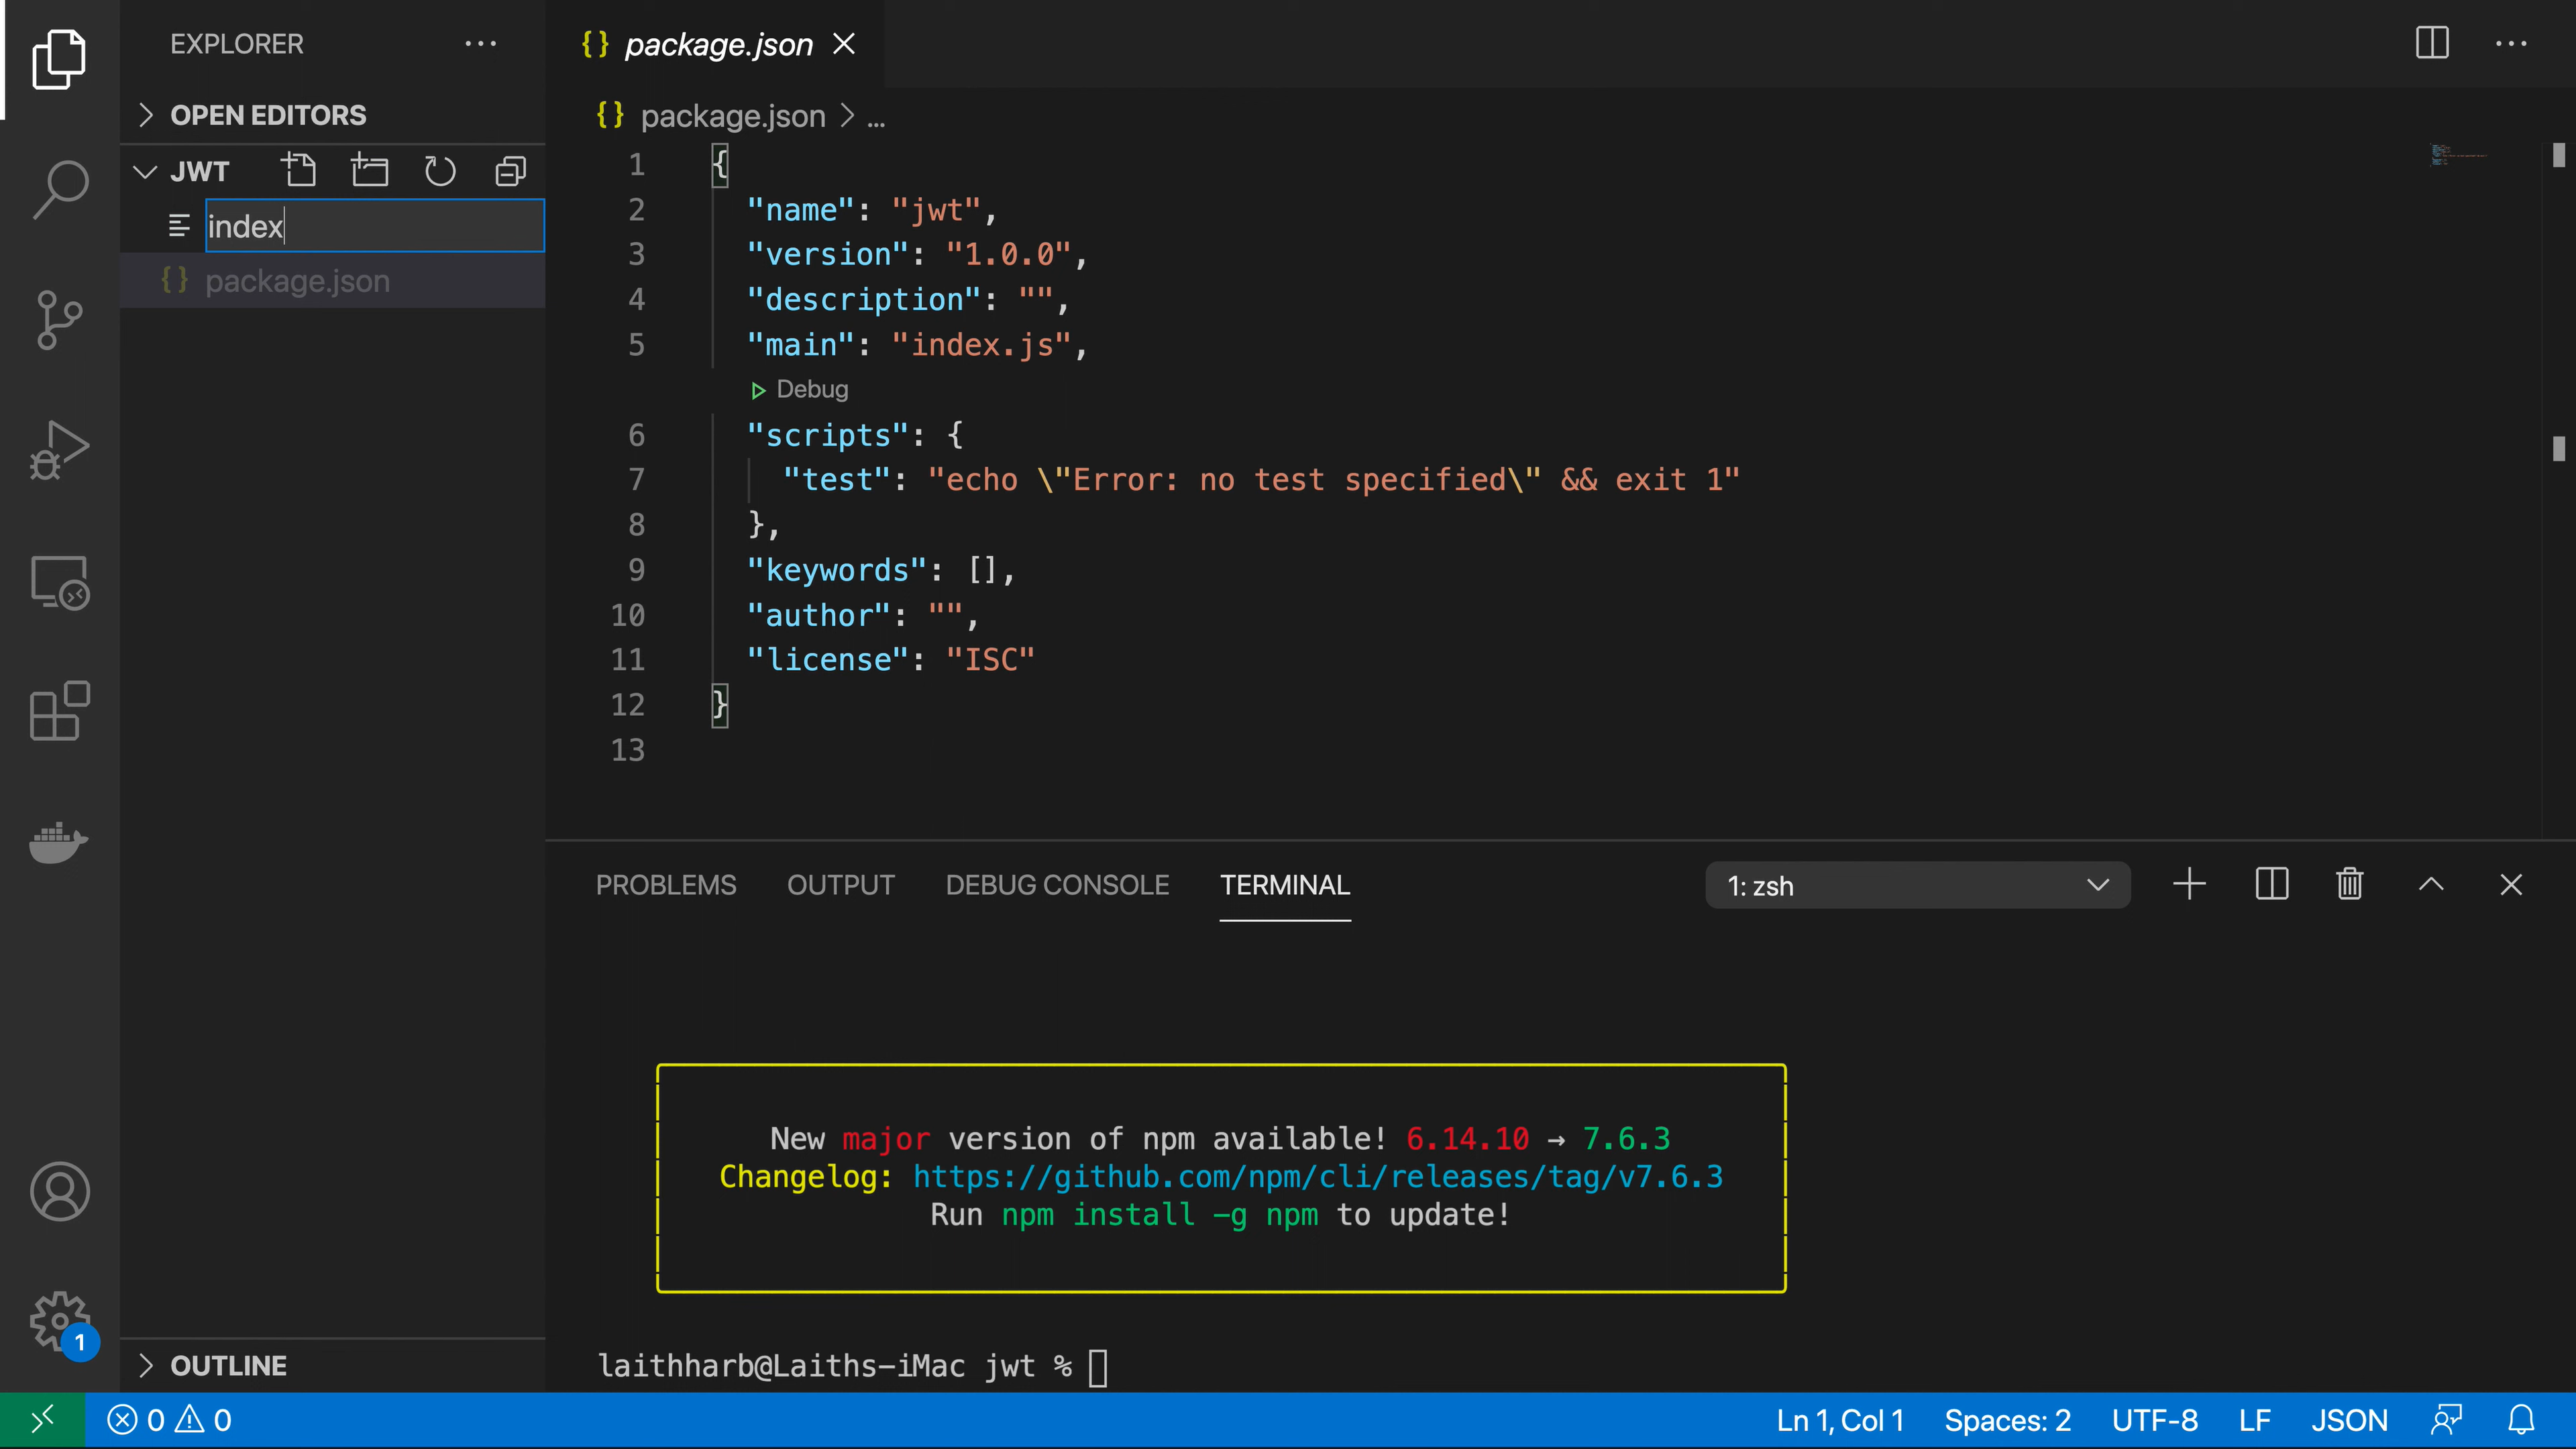 EXPLORER
OPEN EDITORS
JWT
index
package.json
OUTLINE
1
package.json
package.json > ...
1 {
2 "name": "jwt",
3 "version": "1.0.0",
4 "description": "",
5 "main": "index.js",
Debug
6 "scripts": {
7 "test": "echo \"Error: no test specified\" && exit 1"
8 },
9 "keywords": [],
10 "author": "",
11 "license": "ISC"
12 }
13
PROBLEMS OUTPUT DEBUG CONSOLE TERMINAL 1: zsh
New major version of npm available! 6.14.10 → 7.6.3
Changelog: https://github.com/npm/cli/releases/tag/v7.6.3
Run npm install -g npm to update!
laithharb@Laiths-iMac jwt %
0 0 Ln 1, Col 1 Spaces: 2 UTF-8 LF JSON